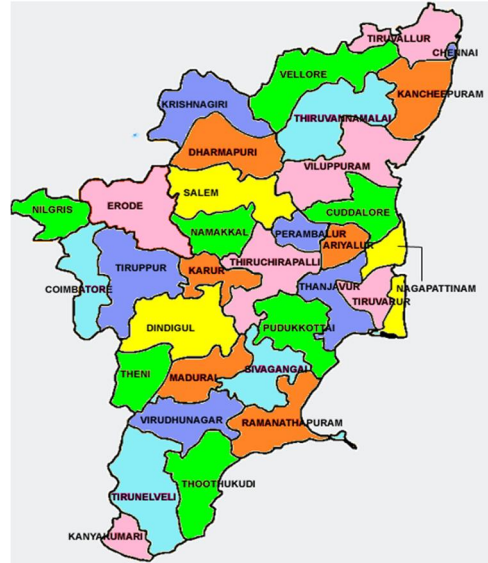 TIRUVALLUR
CHENNAI
VELLORE
KANCHEEPURAM
KRISHNAGIRI
THIRUVANNAMALAI
DHARMAPURI
VILUPPURAM
SALEM
ERODE
NILGRIS
CUDDALORE
NAMAKKAL
PERAMBALUR
ARIYALUR
THIRUCHIRAPALLI
TIRUPPUR
KARUR
NAGAPATTINAM
COIMBATORE
THANJAVUR
TIRUVARUR
DINDIGUL
PUDUKKOTTAI
SIVAGANGAI
THENI
MADURAI
VIRUDHUNAGAR
RAMANATHAPURAM
THOOTHUKUDI
TIRUNELVELI
KANYAKUMARI